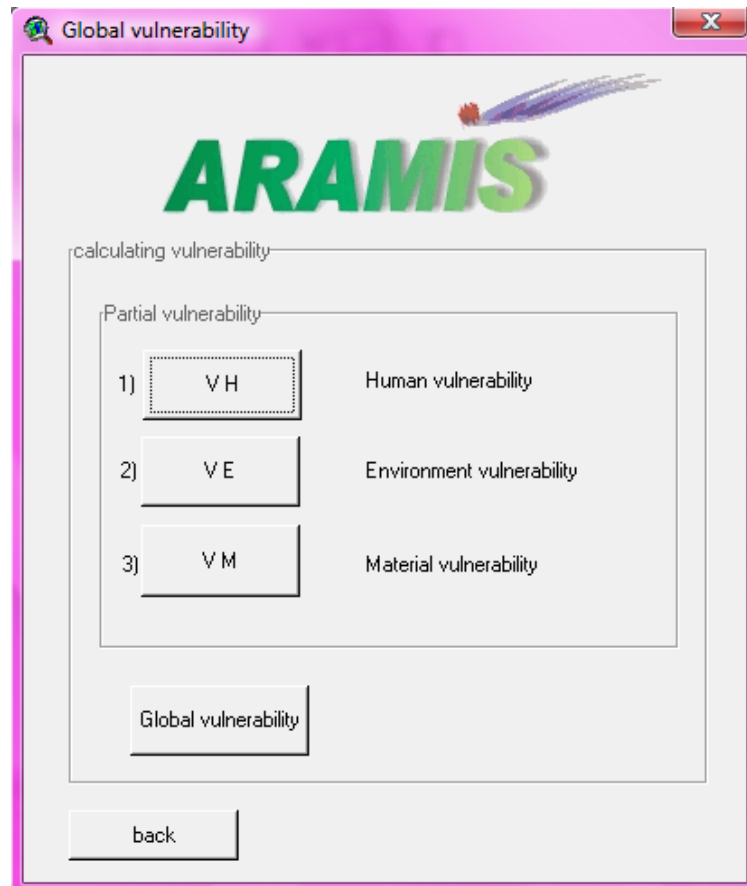 Global vulnerability
ARAMIS
calculating vulnerability
Partial vulnerability
1) V H Human vulnerability
2) V E Environment vulnerability
3) V M Material vulnerability
Global vulnerability
back